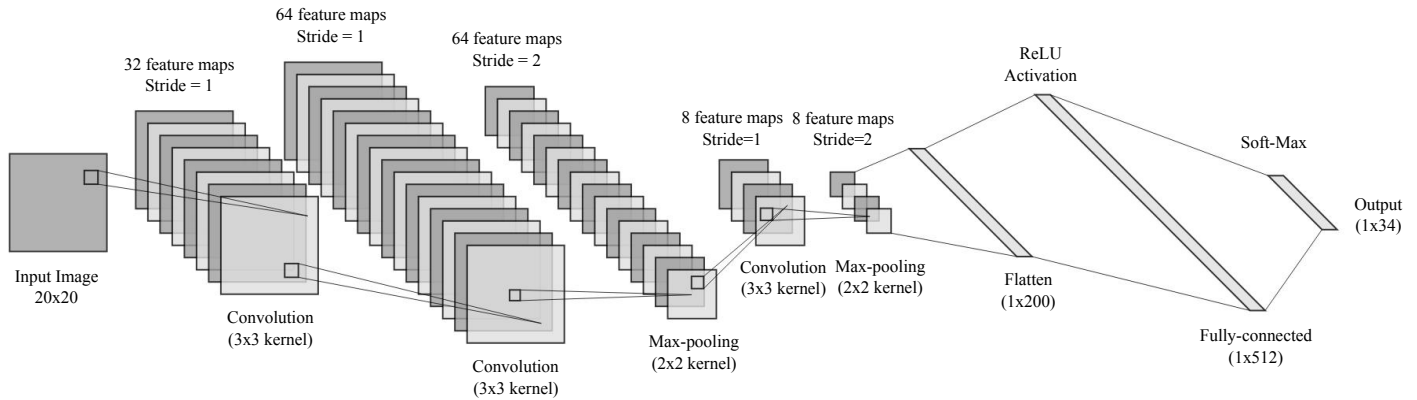 64 feature maps
Stride = 1
32 feature maps
Stride = 1
64 feature maps
Stride = 2
8 feature maps
Stride=1
8 feature maps
Stride=2
ReLU
Activation
Soft-Max
Output
(1x34)
Input Image
20x20
Convolution
(3x3 kernel)
Convolution
(3x3 kernel)
Max-pooling
(2x2 kernel)
Convolution
(3x3 kernel)
Max-pooling
(2x2 kernel)
Flatten
(1x200)
Fully-connected
(1x512)